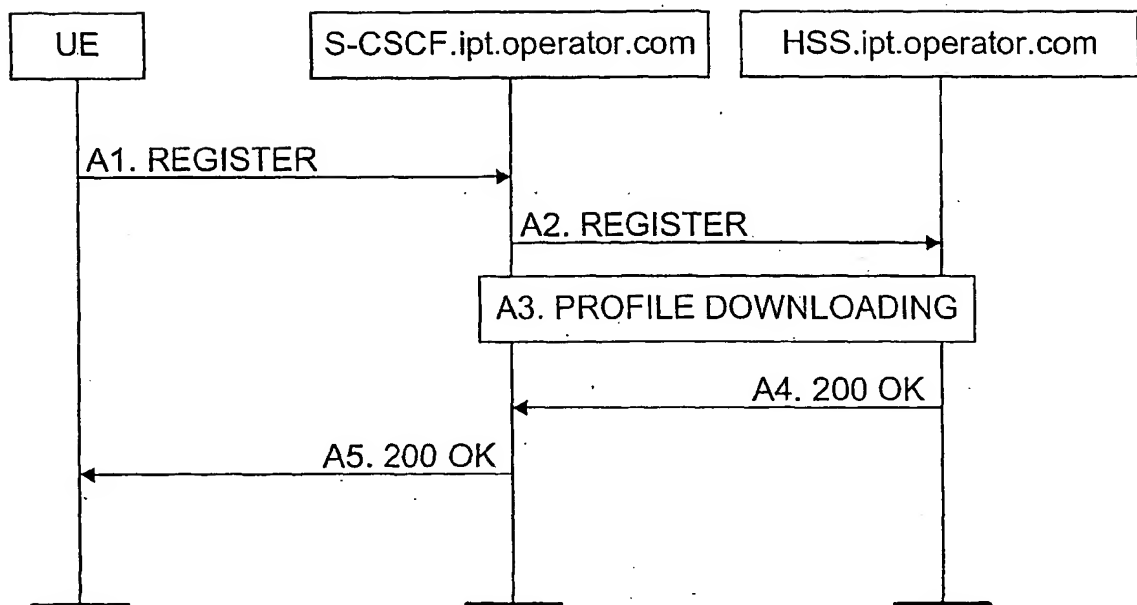 UE
S-CSCF.ipt.operator.com
HSS.ipt.operator.com
A1. REGISTER
A2. REGISTER
A3. PROFILE DOWNLOADING
A4. 200 OK
A5. 200 OK